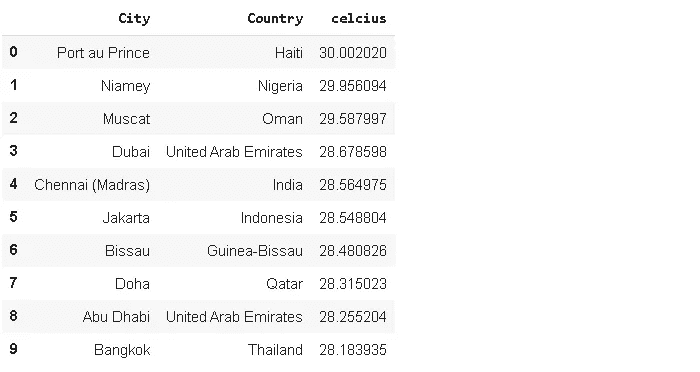 City Country celcius
0 Port au Prince Haiti 30.002020
1 Niamey Nigeria 29.956094
2 Muscat Oman 29.587997
3 Dubai United Arab Emirates 28.678598
4 Chennai (Madras) India 28.564975
5 Jakarta Indonesia 28.548804
6 Bissau Guinea-Bissau 28.480826
7 Doha Qatar 28.315023
8 Abu Dhabi United Arab Emirates 28.255204
9 Bangkok Thailand 28.183935